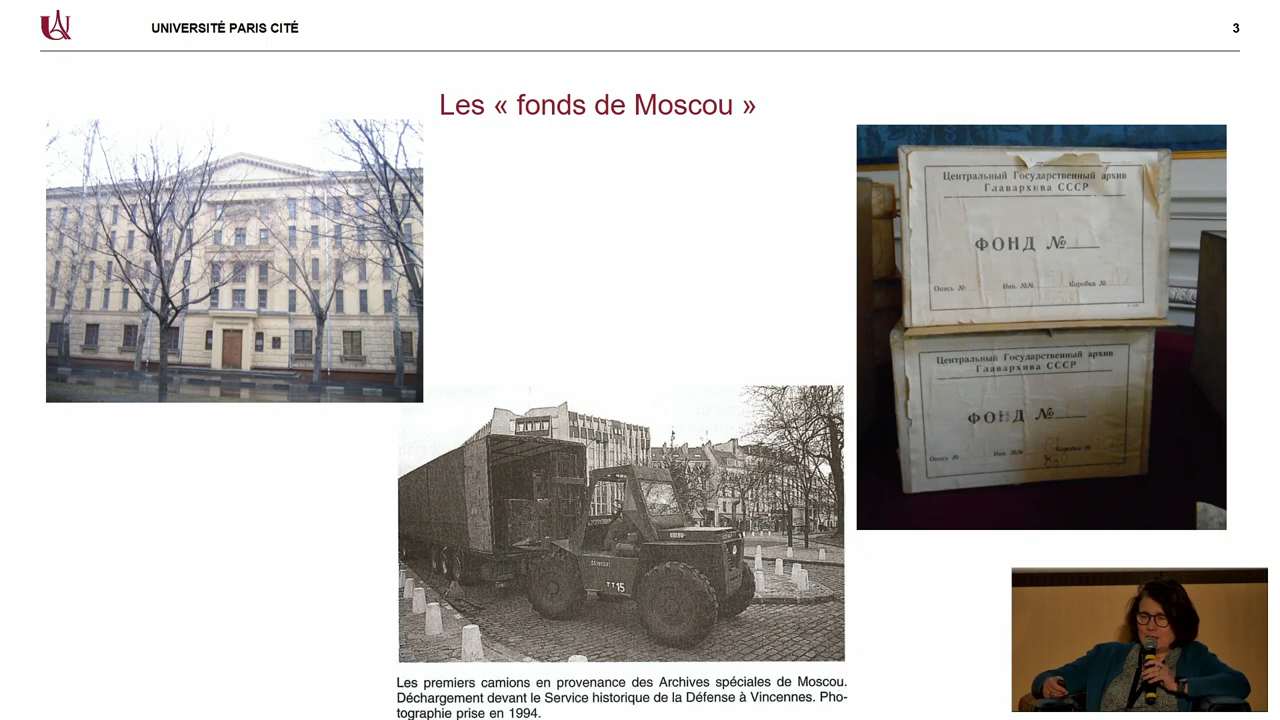 UNIVERSITÉ PARIS CITÉ
3
Les « fonds de Moscou »
Центральный Государственный архив
Главархива СССР
ФОНД №
Опись № Инв. №№ Коробка №
Центральный Государственный архив
Главархива СССР
ФОНД №
Опись № Инв. №№ Коробка №
TT15
Les premiers camions en provenance des Archives spéciales de Moscou.
Déchargement devant le Service historique de la Défense à Vincennes. Pho-
tographie prise en 1994.